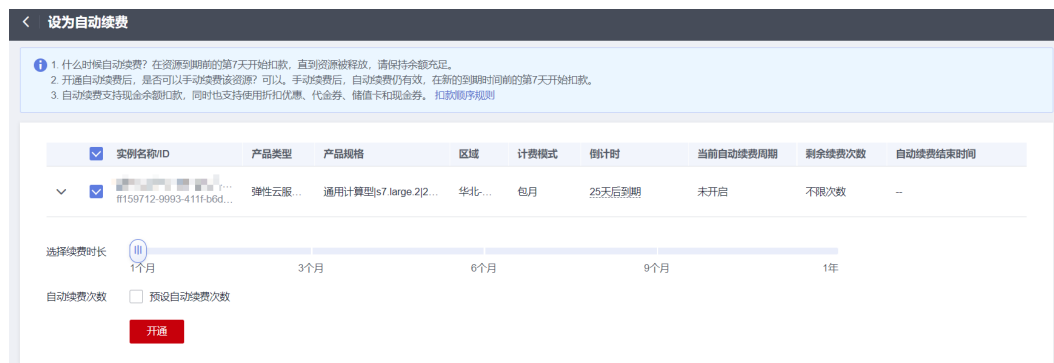 设为自动续费
1. 什么时候自动续费？在资源到期前的第7天开始扣款，直到资源被释放，请保持余额充足。
2. 开通自动续费后，是否可以手动续费该资源？可以。手动续费后，自动续费仍有效，在新的到期时间前的第7天开始扣款。
3. 自动续费支持现金余额扣款，同时也支持使用折扣优惠、代金券、储值卡和现金券。 扣款顺序规则
实例名称/ID 产品类型 产品规格 区域 计费模式 倒计时 当前自动续费周期 剩余续费次数 自动续费结束时间
ff159712-9993-411f-b6d... 弹性云服... 通用计算型|s7.large.2|2... 华北-... 包月 25天后到期 未开启 不限次数 --
选择续费时长
1个月 3个月 6个月 9个月 1年
自动续费次数 预设自动续费次数
开通